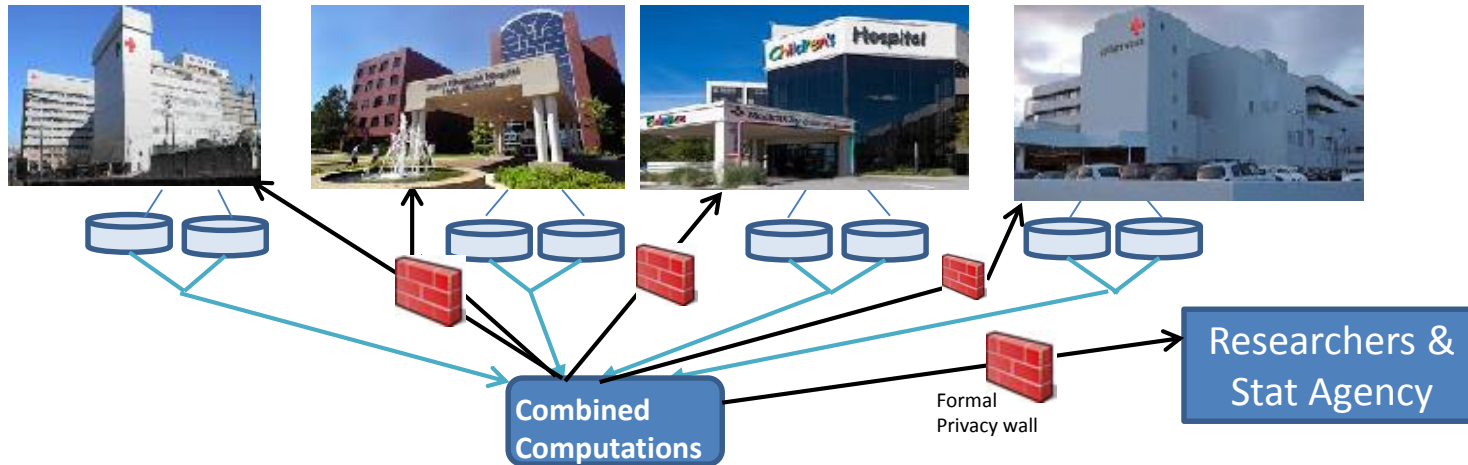 Children's Hospital
Researchers &
Stat Agency
Formal
Privacy wall
Combined
Computations